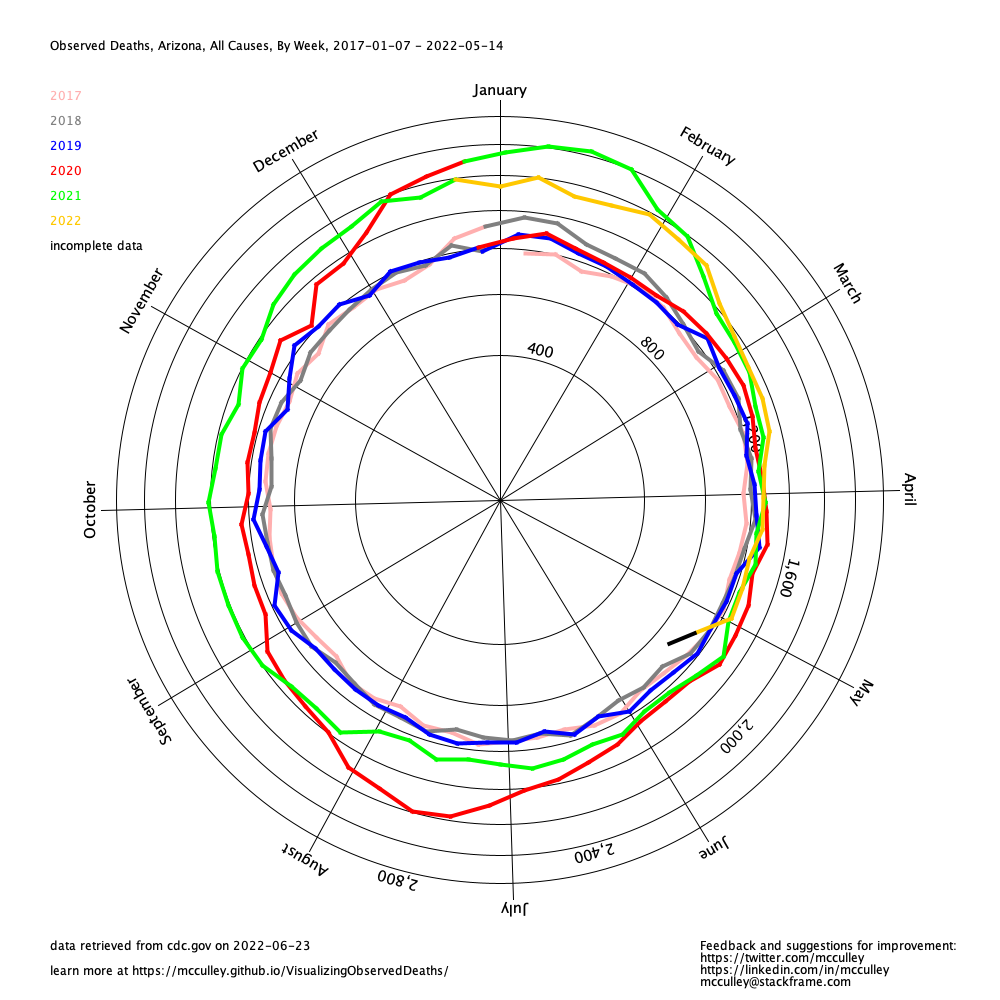 Observed Deaths, Arizona, All Causes, By Week, 2017-01-07 - 2022-05-14
January
2017
2018
2019
2020
2021
2022
incomplete data
December
February
November
March
400
800
1,200
October
April
1,600
September
May
2,000
August
June
2,400
2,800
July
data retrieved from cdc.gov on 2022-06-23
learn more at https://mcculley.github.io/VisualizingObservedDeaths/
Feedback and suggestions for improvement:
https://twitter.com/mcculley
https://linkedin.com/in/mcculley
mcculley@stackframe.com